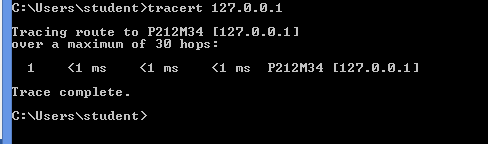 C:\Users\student>tracert 127.0.0.1
Tracing route to P212M34 [127.0.0.1]
over a maximum of 30 hops:
1 <1 ms <1 ms <1 ms P212M34 [127.0.0.1]
Trace complete.
C:\Users\student>